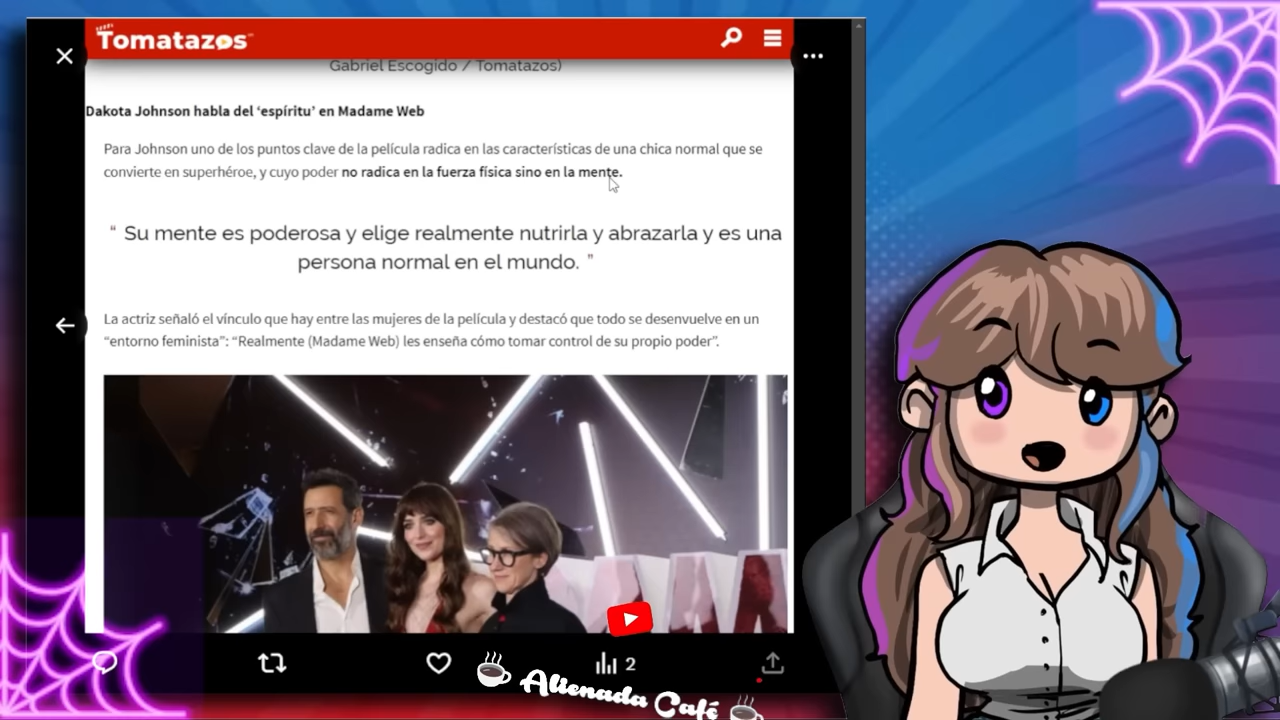 Tomatazos
Gabriel Escogido / Tomatazos)
Dakota Johnson habla del ‘espíritu’ en Madame Web
Para Johnson uno de los puntos clave de la película radica en las características de una chica normal que se
convierte en superhéroe, y cuyo poder no radica en la fuerza física sino en la mente.
“ Su mente es poderosa y elige realmente nutrirla y abrazarla y es una
persona normal en el mundo. ”
La actriz señaló el vínculo que hay entre las mujeres de la película y destacó que todo se desenvuelve en un
“entorno feminista”: “Realmente (Madame Web) les enseña cómo tomar control de su propio poder”.
2
Alienada Café